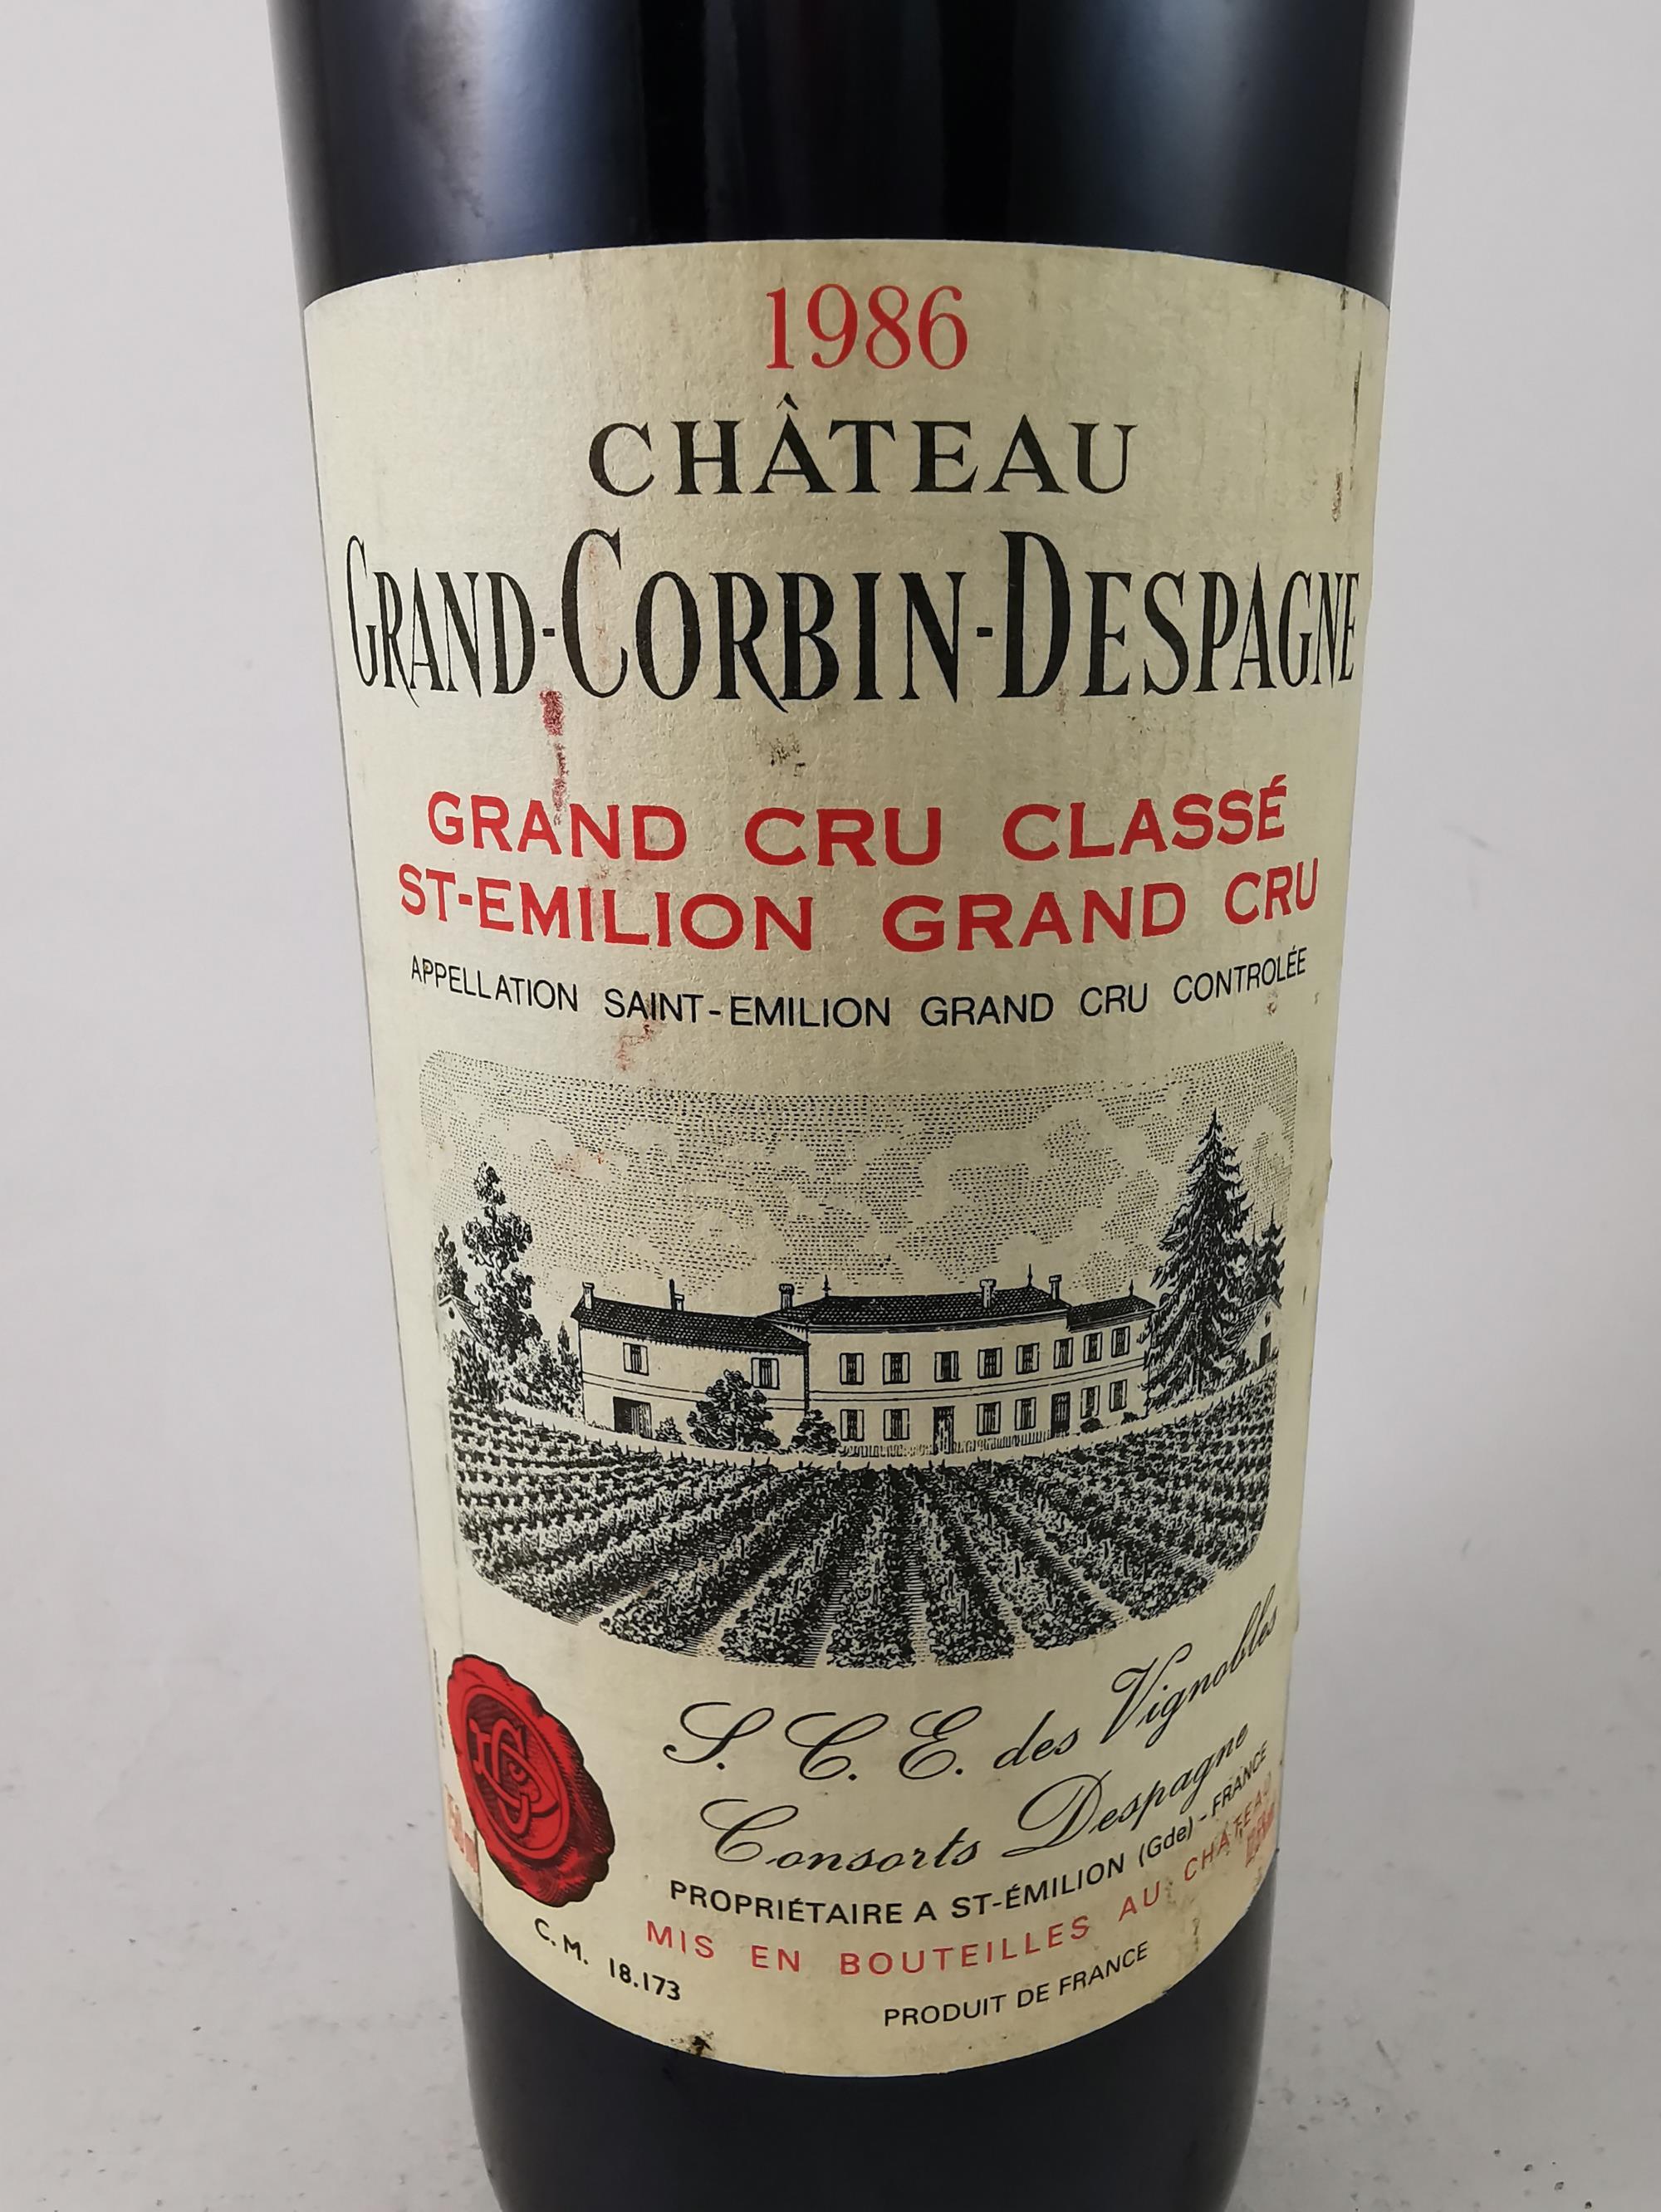 1986
CHÂTEAU
GRAND-CORBIN-DESPAGNE
GRAND CRU CLASSÉ
ST-EMILION GRAND CRU
APPELLATION SAINT-EMILION GRAND CRU CONTROLÉE
S.C.E. des Vignobles
Consorts Despagne
PROPRIÉTAIRE A ST-ÉMILION (Gde) - FRANCE
MIS EN BOUTEILLES AU CHATEAU
C.M. 18.173
PRODUIT DE FRANCE